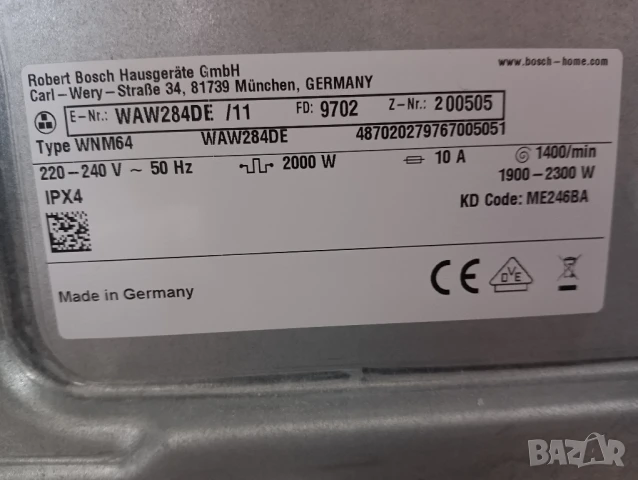 Robert Bosch Hausgeräte GmbH
Carl-Wery-Straße 34, 81739 München, GERMANY
www.bosch-home.com
E-Nr.: WAW284DE /11 FD: 9702 Z-Nr.: 200505
Type WNM64 WAW284DE 487020279767005051
220-240 V ~ 50 Hz 2000 W 10 A 1400/min
1900-2300 W
IPX4 KD Code: ME246BA
Made in Germany CE DVE
BAZAR